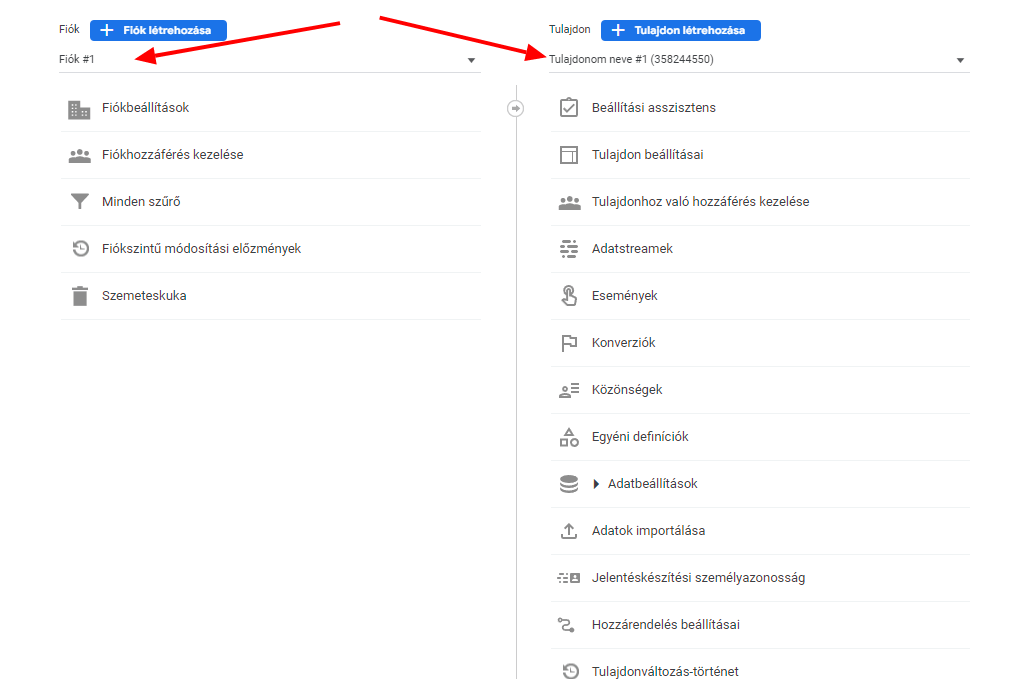 Fiók
Fiók létrehozása
Fiók #1
Fiókbeállítások
Fiókhozzáférés kezelése
Minden szűrő
Fiókszintű módosítási előzmények
Szemeteskuka
Tulajdon
Tulajdon létrehozása
Tulajdonom neve #1 (358244550)
Beállítási asszisztens
Tulajdon beállításai
Tulajdonhoz való hozzáférés kezelése
Adatstreamek
Események
Konverziók
Közönségek
Egyéni definíciók
Adatbeállítások
Adatok importálása
Jelentéskészítési személyazonosság
Hozzárendelés beállításai
Tulajdonváltozás-történet